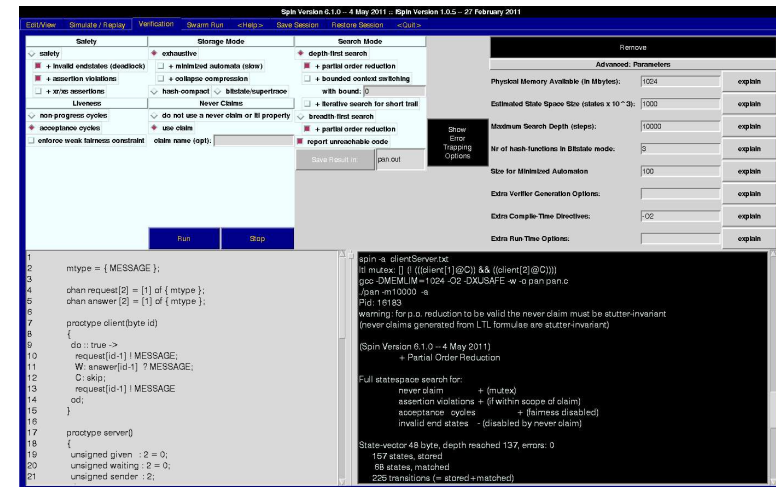 Spin Version 6.1.0 -- 4 May 2011 :: iSpin Version 1.0.5 -- 27 February 2011
Edit/View Simulate / Replay Verification Swarm Run <Help> Save Session Restore Session <Quit>
Safety Storage Mode Search Mode
safety exhaustive depth-first search
+ invalid endstates (deadlock) + minimized automata (slow) + partial order reduction
+ assertion violations + collapse compression + bounded context switching
+ xr/xs assertions hash-compact bitstate/supertrace with bound: 0
Liveness Never Claims + iterative search for short trail
non-progress cycles do not use a never claim or ltl property breadth-first search
acceptance cycles use claim + partial order reduction
enforce weak fairness constraint claim name (opt): report unreachable code
Save Result in: pan.out
Run Stop
Show
Error
Trapping
Options
Remove
Advanced: Parameters
Physical Memory Available (in Mbytes): 1024 explain
Estimated State Space Size (states x 10^3): 1000 explain
Maximum Search Depth (steps): 10000 explain
Nr of hash-functions in Bitstate mode: 3 explain
Size for Minimized Automaton 100 explain
Extra Verifier Generation Options: explain
Extra Compile-Time Directives: -O2 explain
Extra Run-Time Options: explain
1
2 mtype = { MESSAGE };
3
4 chan request[2] = [1] of { mtype };
5 chan answer [2] = [1] of { mtype };
6
7 proctype client(byte id)
8 {
9 do :: true ->
10 request[id-1] ! MESSAGE;
11 W: answer[id-1] ? MESSAGE;
12 C: skip;
13 request[id-1] ! MESSAGE
14 od;
15 }
16
17 proctype server()
18 {
19 unsigned given : 2 = 0;
20 unsigned waiting : 2 = 0;
21 unsigned sender : 2;
spin -a clientServer.txt
ltl mutex: [] (! (((client[1]@C)) && ((client[2]@C))))
gcc -DMEMLIM=1024 -O2 -DXUSAFE -w -o pan pan.c
./pan -m10000 -a
Pid: 16183
warning: for p.o. reduction to be valid the never claim must be stutter-invariant
(never claims generated from LTL formulae are stutter-invariant)
(Spin Version 6.1.0 -- 4 May 2011)
+ Partial Order Reduction
Full statespace search for:
never claim + (mutex)
assertion violations + (if within scope of claim)
acceptance cycles + (fairness disabled)
invalid end states - (disabled by never claim)
State-vector 48 byte, depth reached 137, errors: 0
157 states, stored
68 states, matched
225 transitions (= stored+matched)